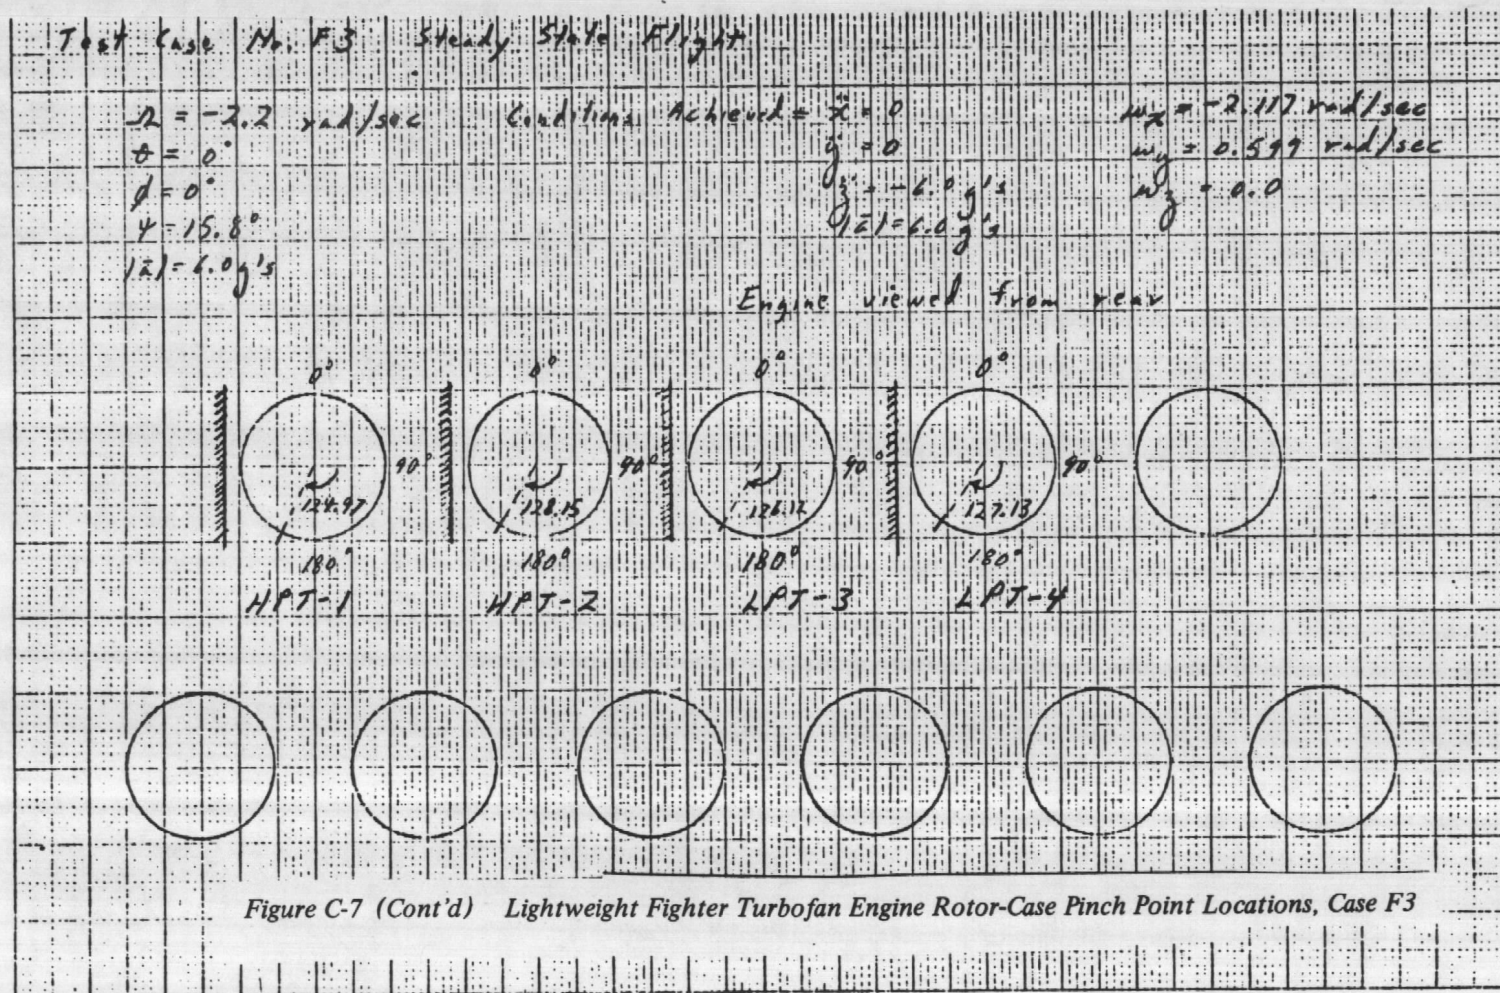 Test Case No. F3 Steady State Flight
Ω = -2.2 rad/sec Conditions Achieved = ẍ = 0 ωx = -2.117 rad/sec
θ = 0° ÿ = 0 ωy = 0.599 rad/sec
ϕ = 0° z̈ = -6.0 g's ωz = 0.0
ψ = 15.8° |ā| = 6.0 g's
|ā| = 6.0 g's
Engine viewed from rear
0° 0° 0° 0°
90° 90° 90° 90°
124.97 128.15 126.12 127.13
180° 180° 180° 180°
HPT-1 HPT-2 LPT-3 LPT-4
Figure C-7 (Cont'd) Lightweight Fighter Turbofan Engine Rotor-Case Pinch Point Locations, Case F3